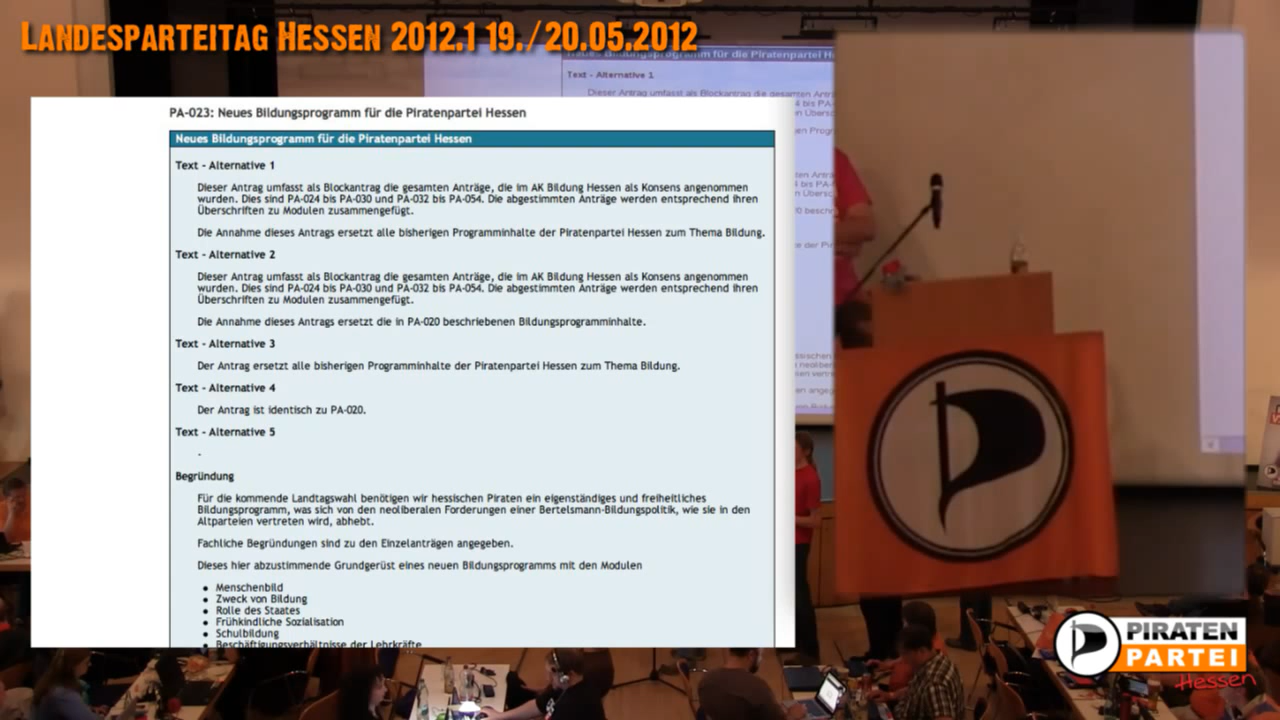 LANDESPARTEITAG HESSEN 2012.1 19./20.05.2012
Text - Alternative 1
PA-023: Neues Bildungsprogramm für die Piratenpartei Hessen
Neues Bildungsprogramm für die Piratenpartei Hessen
Text - Alternative 1
Dieser Antrag umfasst als Blockantrag die gesamten Anträge, die im AK Bildung Hessen als Konsens angenommen
wurden. Dies sind PA-024 bis PA-030 und PA-032 bis PA-054. Die abgestimmten Anträge werden entsprechend ihren
Überschriften zu Modulen zusammengefügt.
Die Annahme dieses Antrags ersetzt alle bisherigen Programminhalte der Piratenpartei Hessen zum Thema Bildung.
Text - Alternative 2
Dieser Antrag umfasst als Blockantrag die gesamten Anträge, die im AK Bildung Hessen als Konsens angenommen
wurden. Dies sind PA-024 bis PA-030 und PA-032 bis PA-054. Die abgestimmten Anträge werden entsprechend ihren
Überschriften zu Modulen zusammengefügt.
Die Annahme dieses Antrags ersetzt die in PA-020 beschriebenen Bildungsprogramminhalte.
Text - Alternative 3
Der Antrag ersetzt alle bisherigen Programminhalte der Piratenpartei Hessen zum Thema Bildung.
Text - Alternative 4
Der Antrag ist identisch zu PA-020.
Text - Alternative 5
.
Begründung
Für die kommende Landtagswahl benötigen wir hessischen Piraten ein eigenständiges und freiheitliches
Bildungsprogramm, was sich von den neoliberalen Forderungen einer Bertelsmann-Bildungspolitik, wie sie in den
Altparteien vertreten wird, abhebt.
Fachliche Begründungen sind zu den Einzelanträgen angegeben.
Dieses hier abzustimmende Grundgerüst eines neuen Bildungsprogramms mit den Modulen
• Menschenbild
• Zweck von Bildung
• Rolle des Staates
• Frühkindliche Sozialisation
• Schulbildung
• Beschäftigungsverhältnisse der Lehrkräfte
PIRATEN
PARTEI
Hessen